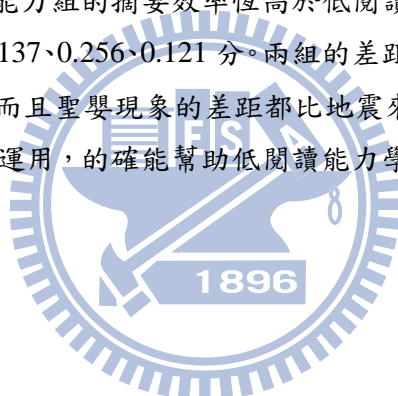 能力組的摘要效率恆高於低閱讀
137、0.256、0.121 分。兩組的差距
而且聖嬰現象的差距都比地震來
運用，的確能幫助低閱讀能力學
E S
1896